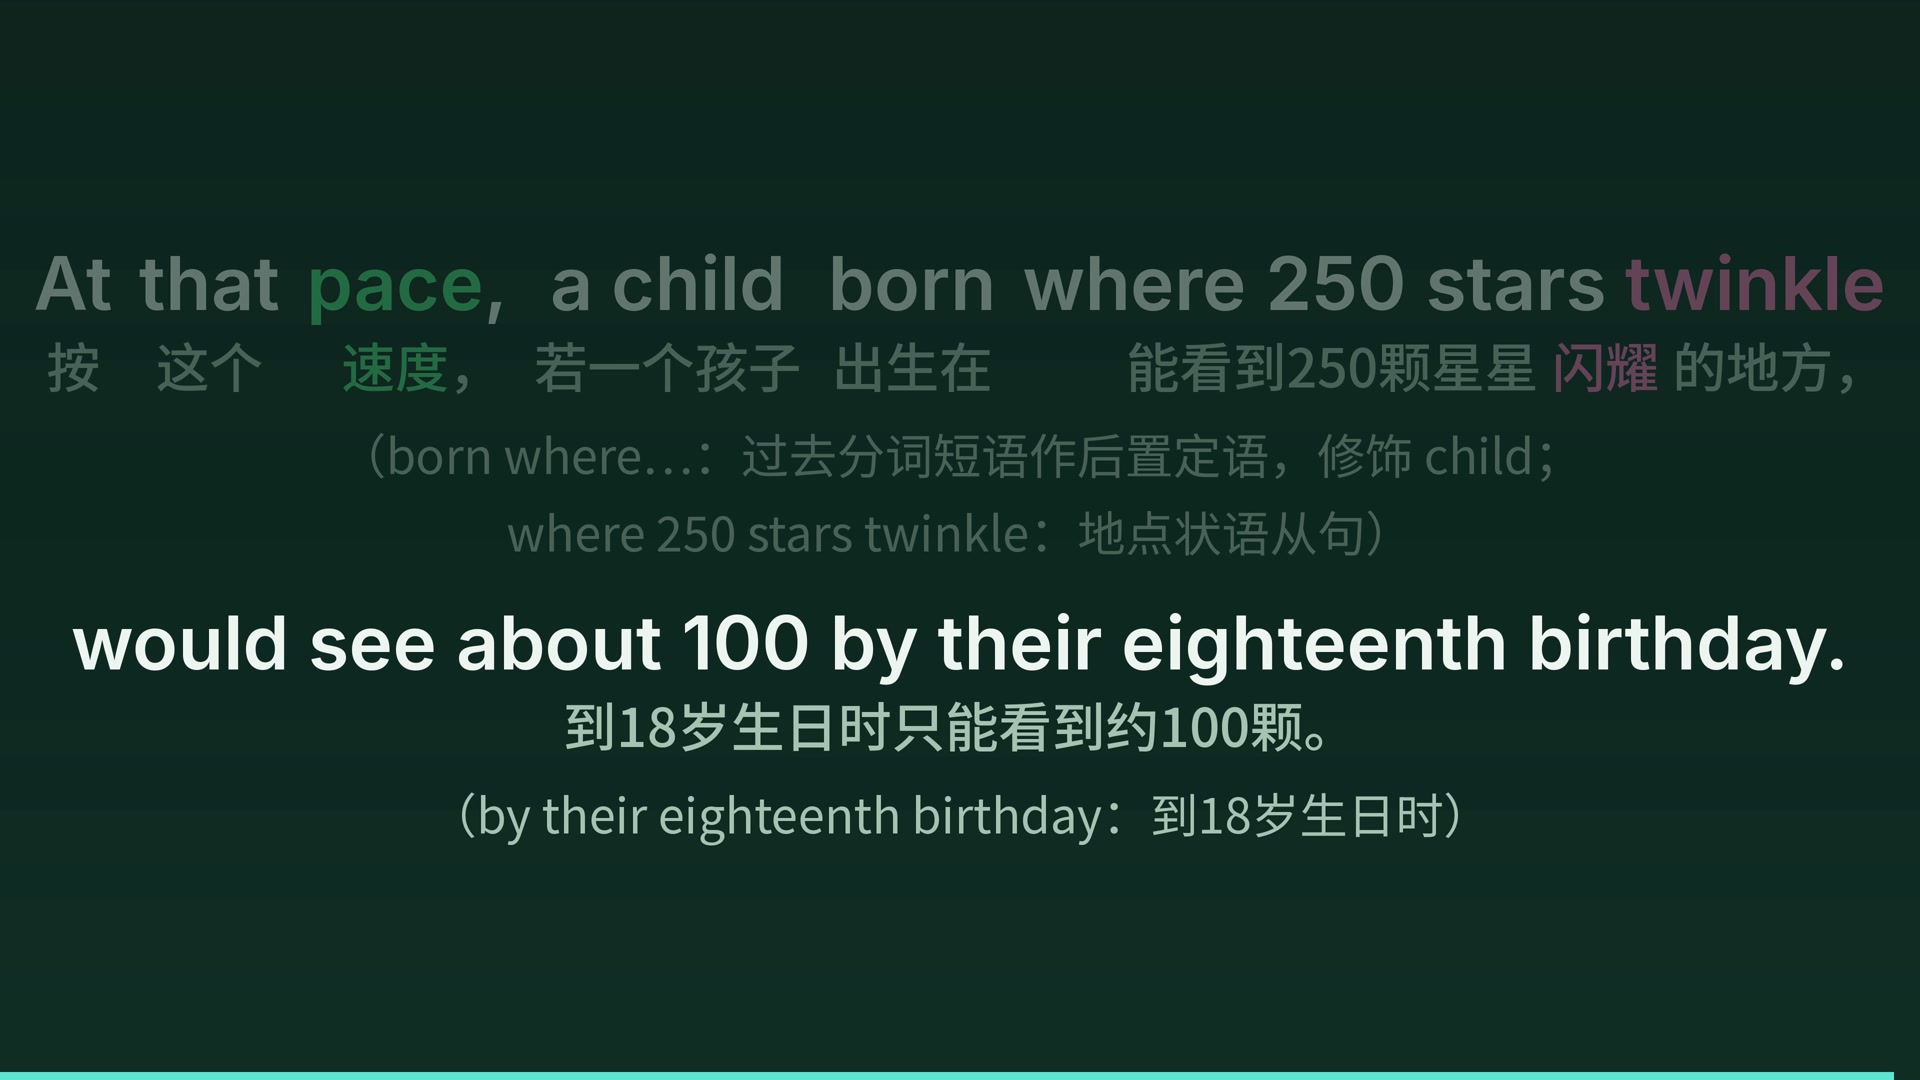 At that pace, a child born where 250 stars twinkle
按 这个 速度， 若一个孩子 出生在 能看到250颗星星 闪耀 的地方，
（born where…：过去分词短语作后置定语，修饰 child；
where 250 stars twinkle：地点状语从句）
would see about 100 by their eighteenth birthday.
到18岁生日时只能看到约100颗。
（by their eighteenth birthday：到18岁生日时）